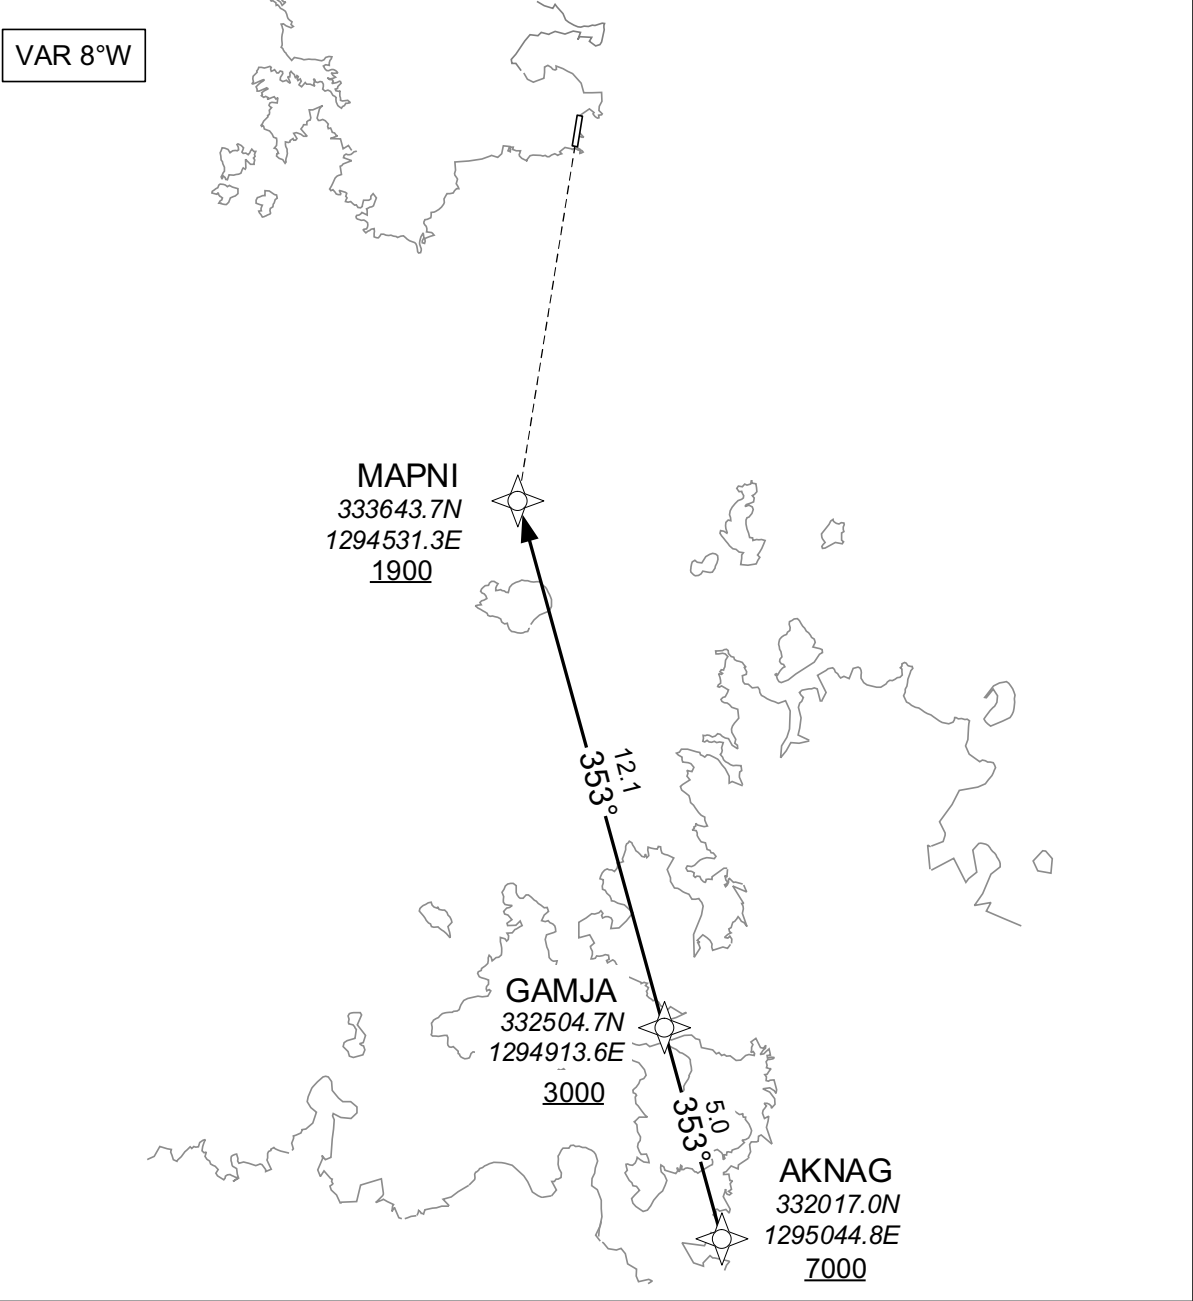 VAR 8°W
MAPNI
333643.7N
1294531.3E
1900
12.1
353°
GAMJA
332504.7N
1294913.6E
3000
5.0
353°
AKNAG
332017.0N
1295044.8E
7000